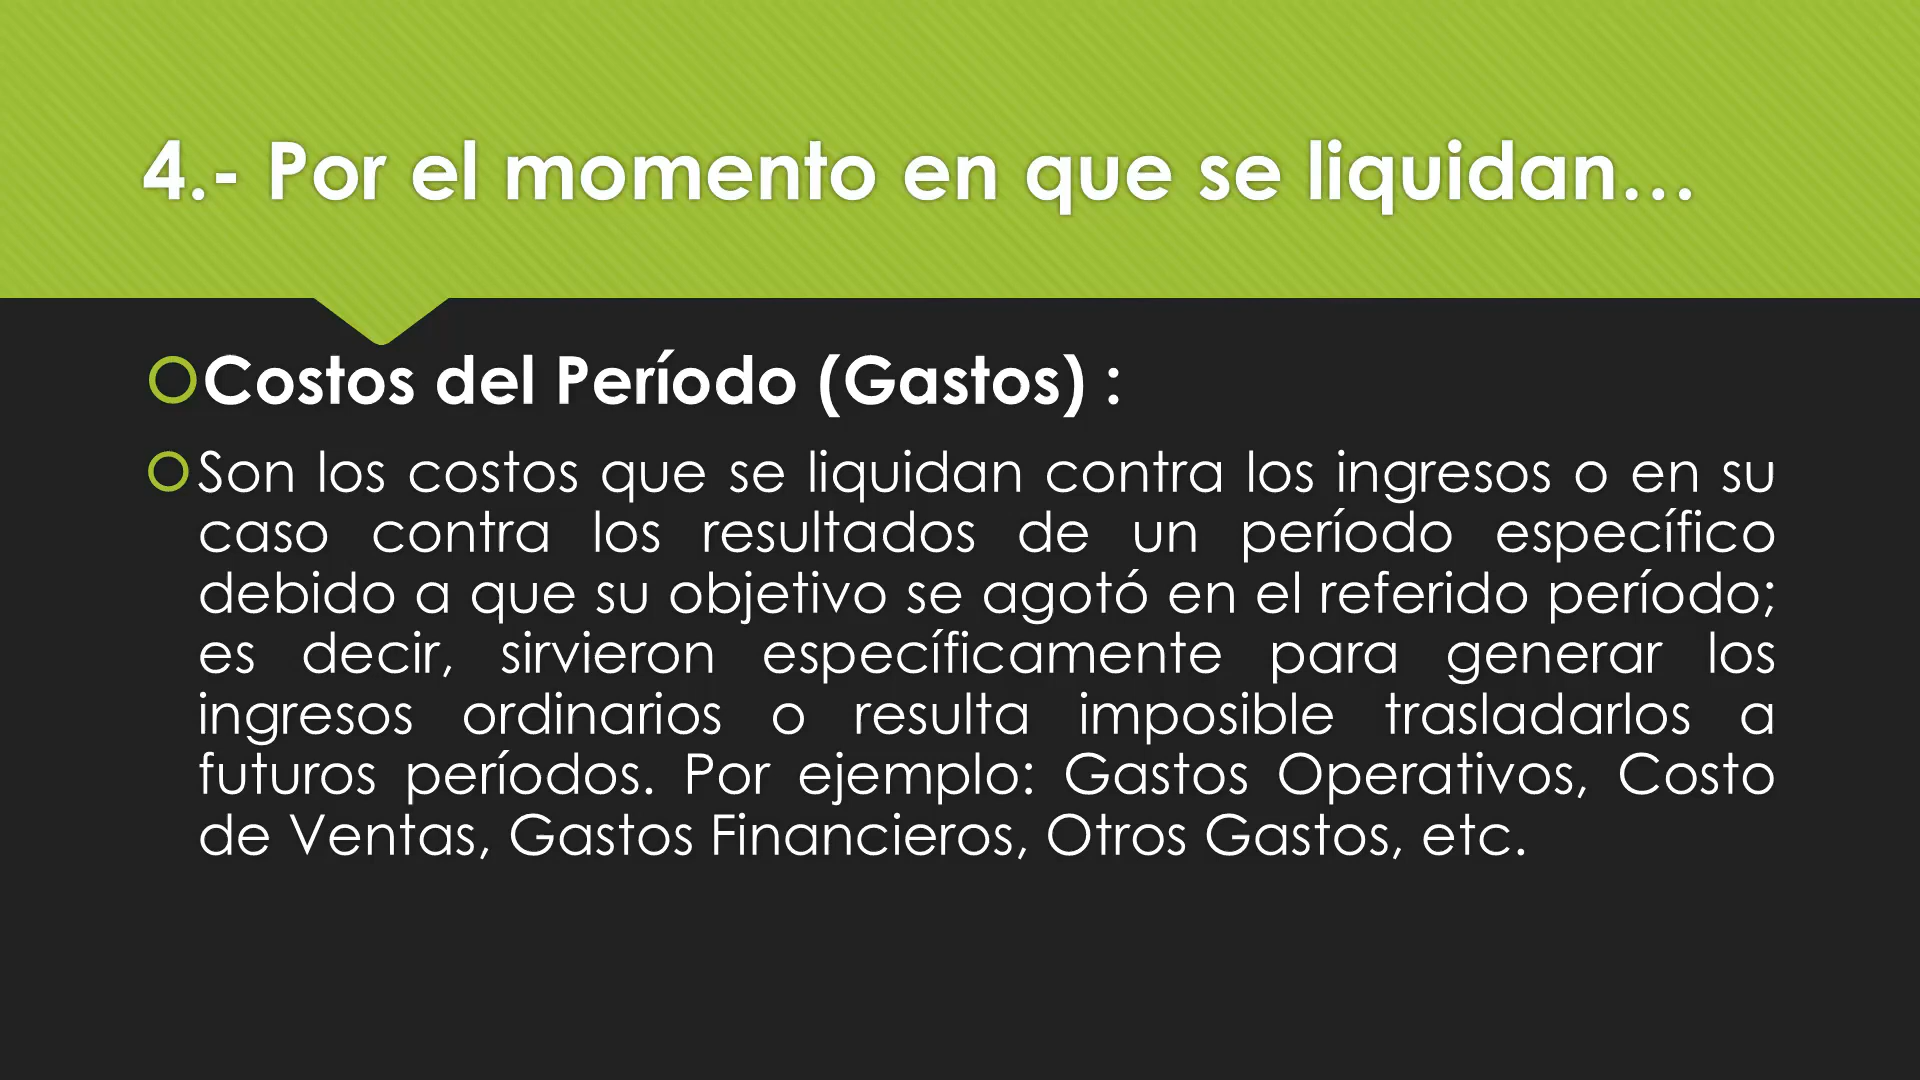 4.- Por el momento en que se liquidan…
Costos del Período (Gastos) :
Son los costos que se liquidan contra los ingresos o en su
caso contra los resultados de un período específico
debido a que su objetivo se agotó en el referido período;
es decir, sirvieron específicamente para generar los
ingresos ordinarios o resulta imposible trasladarlos a
futuros períodos. Por ejemplo: Gastos Operativos, Costo
de Ventas, Gastos Financieros, Otros Gastos, etc.